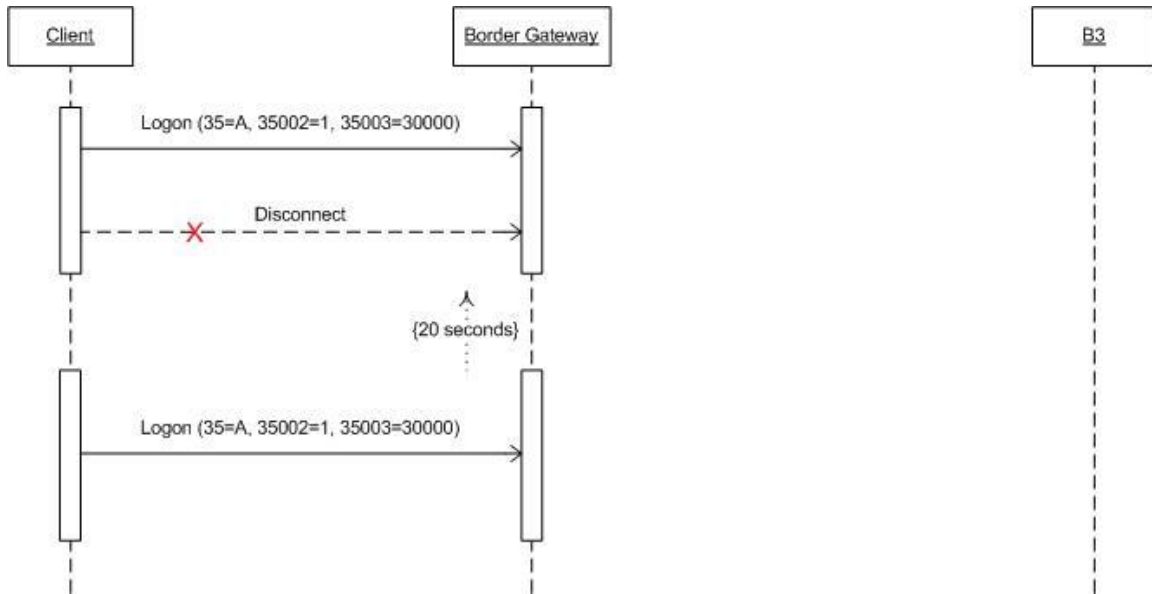 Client
Border Gateway
B3
Logon (35=A, 35002=1, 35003=30000)
Disconnect
{20 seconds}
Logon (35=A, 35002=1, 35003=30000)